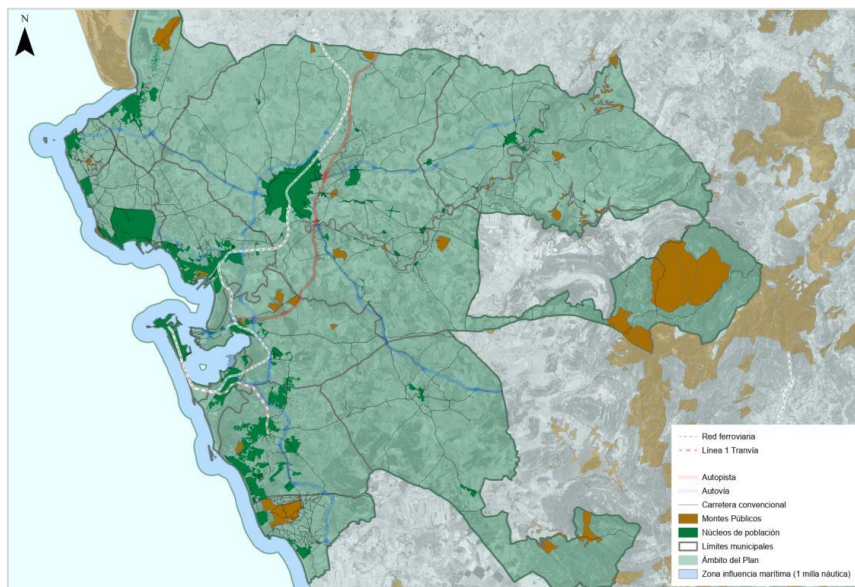 N
Red ferroviaria
Línea 1 Tranvía
Autopista
Autovía
Carretera convencional
Montes Públicos
Núcleos de población
Límites municipales
Ámbito del Plan
Zona influencia marítima (1 milla náutica)